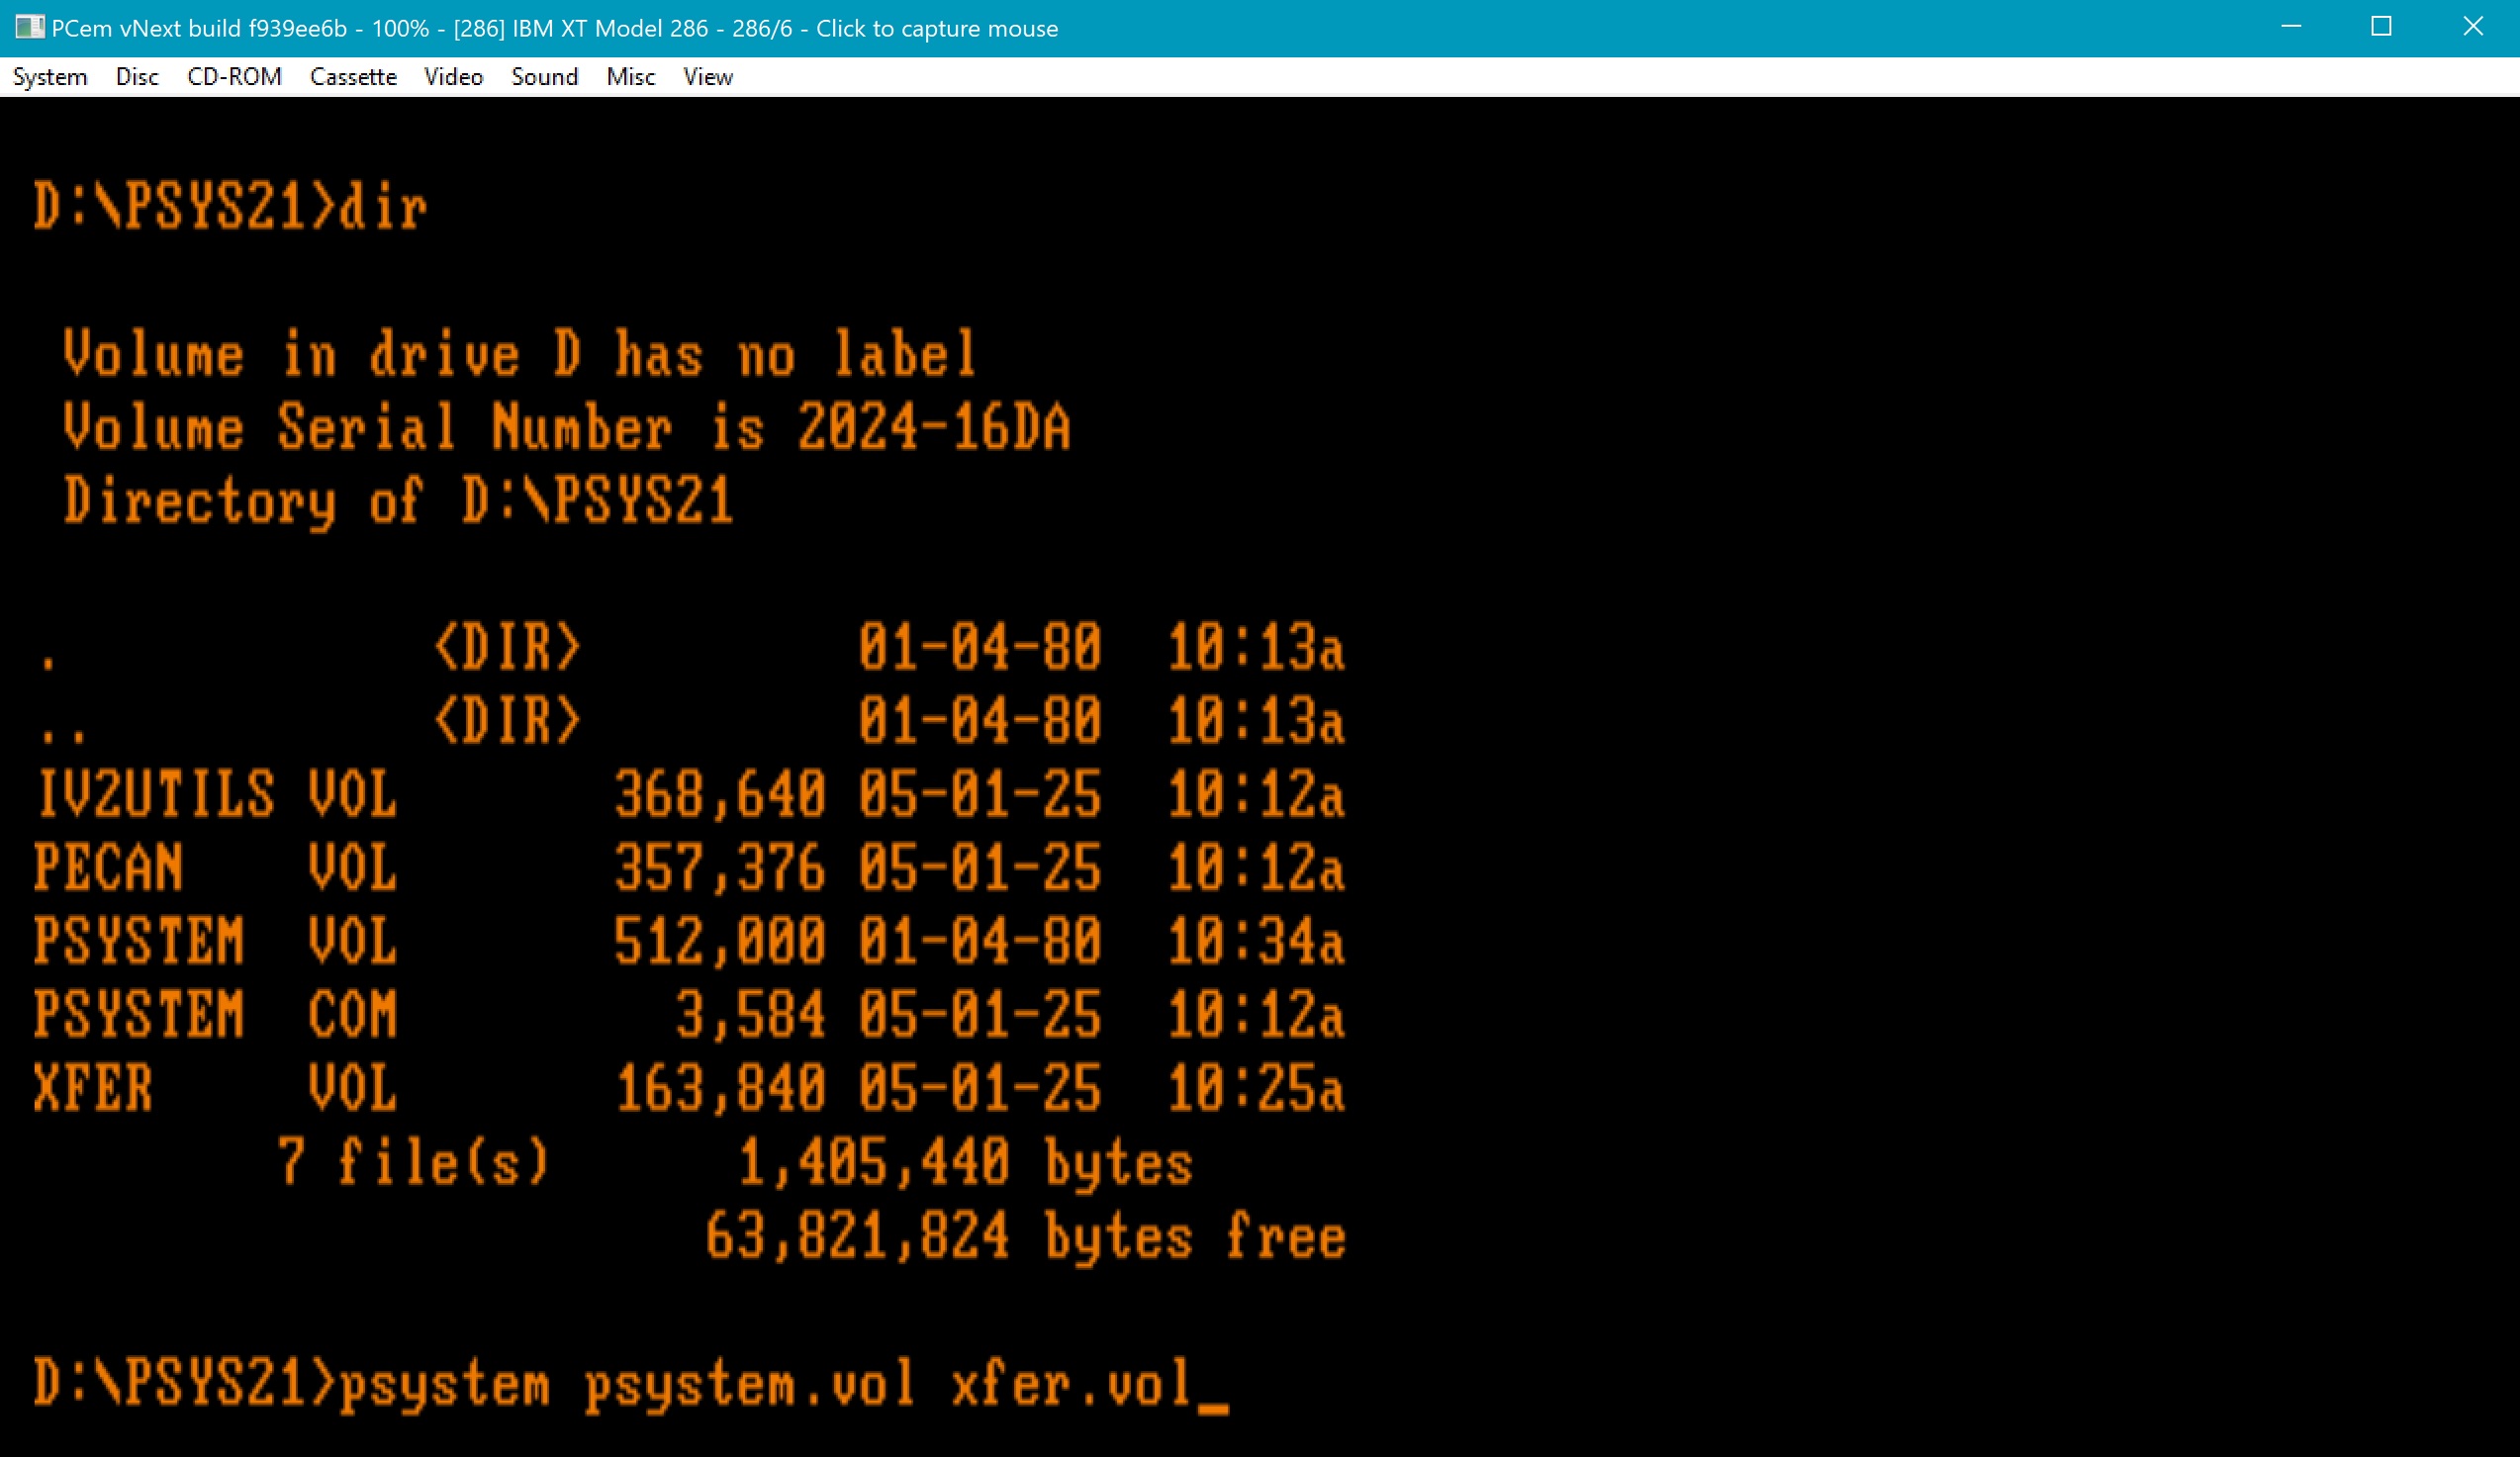 PCem vNext build f939ee6b - 100% - [286] IBM XT Model 286 - 286/6 - Click to capture mouse
System Disc CD-ROM Cassette Video Sound Misc View
D:\PSYS21>dir
Volume in drive D has no label
Volume Serial Number is 2024-16DA
Directory of D:\PSYS21
. <DIR> 01-04-80 10:13a
.. <DIR> 01-04-80 10:13a
IV2UTILS VOL 368,640 05-01-25 10:12a
PECAN VOL 357,376 05-01-25 10:12a
PSYSTEM VOL 512,000 01-04-80 10:34a
PSYSTEM COM 3,584 05-01-25 10:12a
XFER VOL 163,840 05-01-25 10:25a
7 file(s) 1,405,440 bytes
63,821,824 bytes free
D:\PSYS21>psystem psystem.vol xfer.vol_